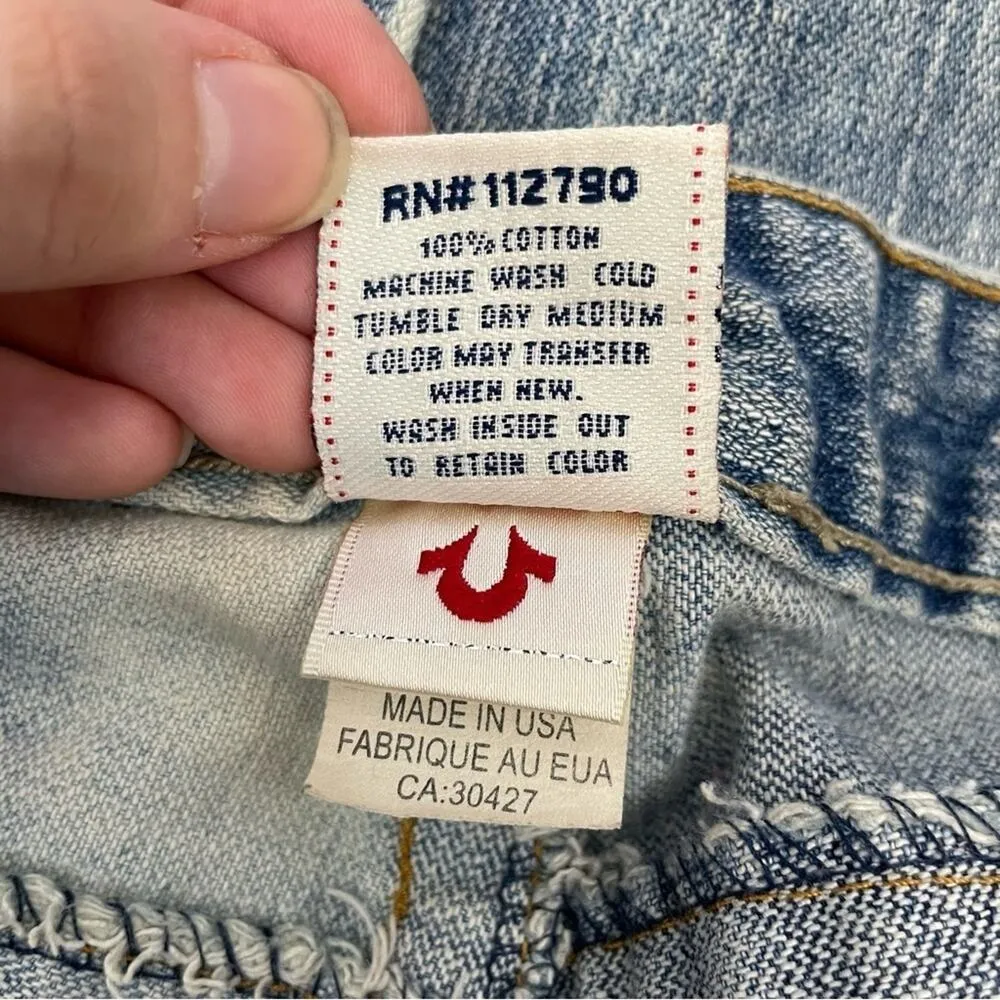 RN#112790
100% COTTON
MACHINE WASH COLD
TUMBLE DRY MEDIUM
COLOR MAY TRANSFER
WHEN NEW.
WASH INSIDE OUT
TO RETAIN COLOR
MADE IN USA
FABRIQUE AU EUA
CA:30427